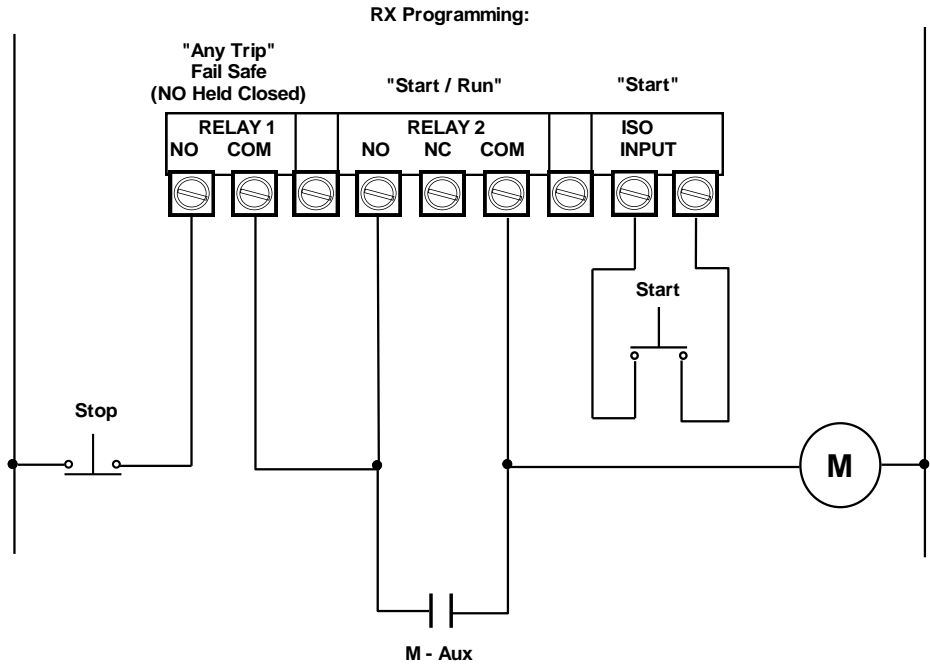 RX Programming:
"Any Trip"
Fail Safe
(NO Held Closed)
"Start / Run"
"Start"
RELAY 1
NO COM
RELAY 2
NO NC COM
ISO
INPUT
Start
Stop
M
M - Aux